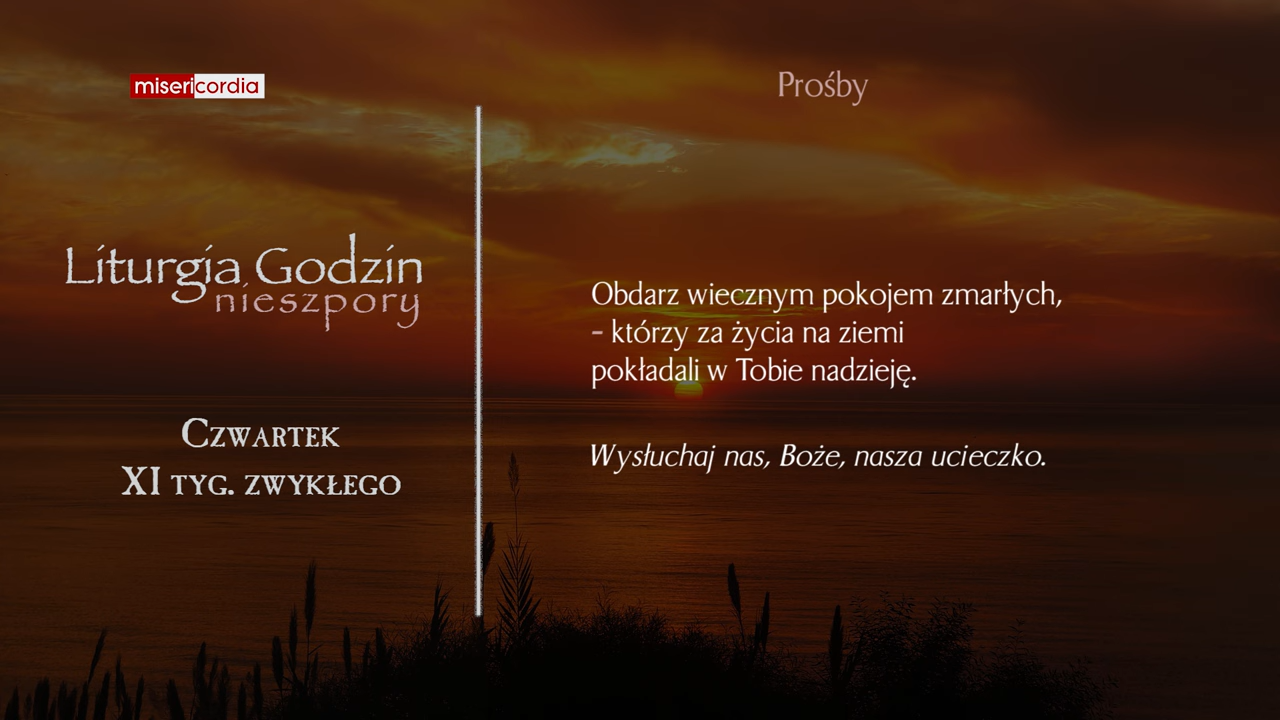 misericordia
Prośby
Liturgia Godzin
nieszpory
Czwartek
XI tyg. zwykłego
Obdarz wiecznym pokojem zmarłych,
- którzy za życia na ziemi
pokładali w Tobie nadzieję.
Wysłuchaj nas, Boże, nasza ucieczko.